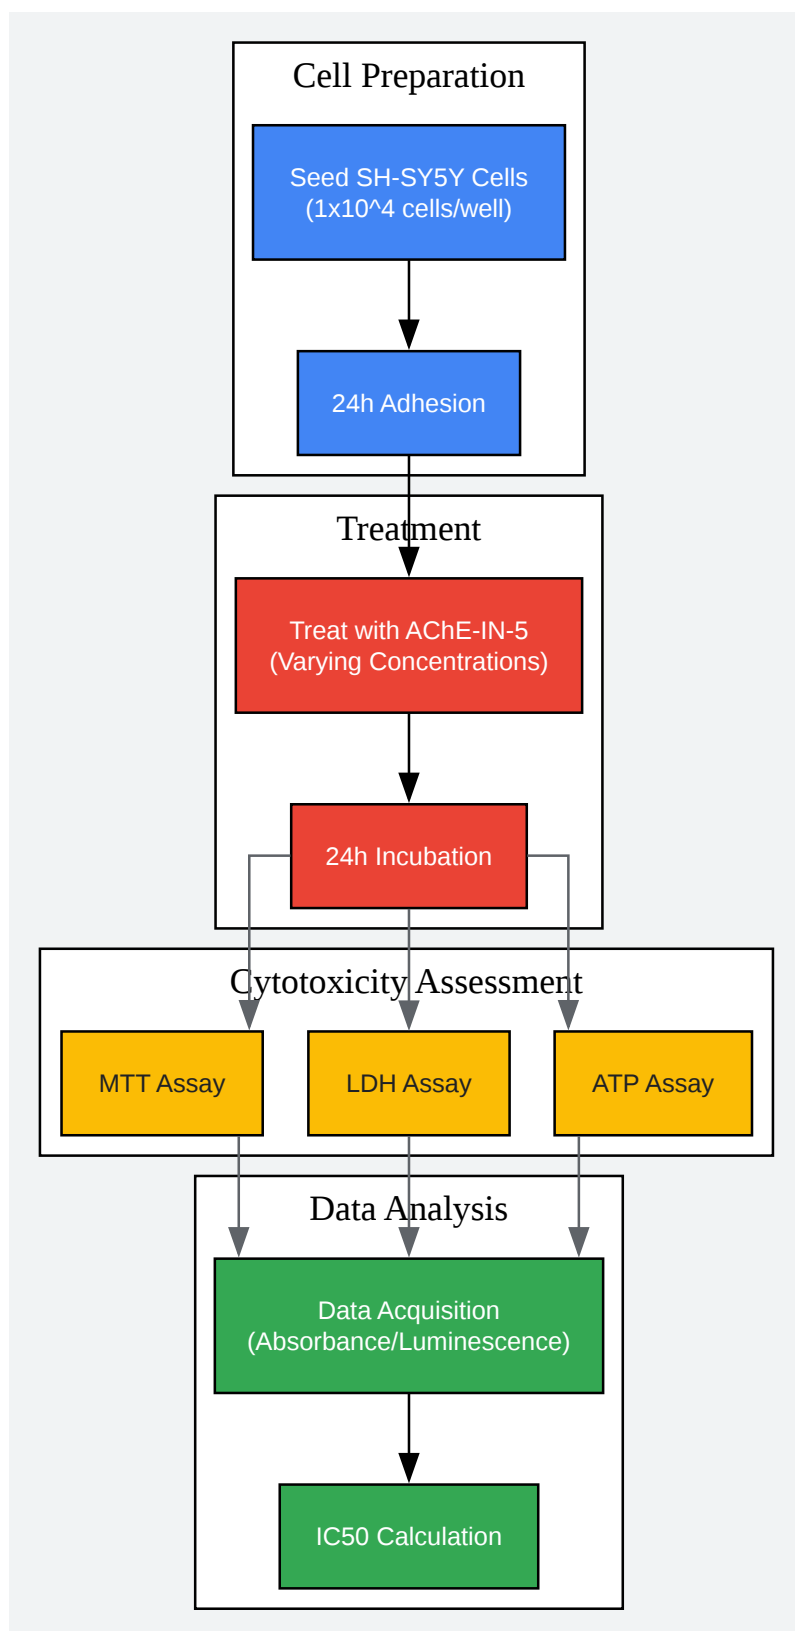 Cell Preparation
Seed SH-SY5Y Cells
(1x10^4 cells/well)
24h Adhesion
Treatment
Treat with AChE-IN-5
(Varying Concentrations)
24h Incubation
Cytotoxicity Assessment
MTT Assay
LDH Assay
ATP Assay
Data Analysis
Data Acquisition
(Absorbance/Luminescence)
IC50 Calculation